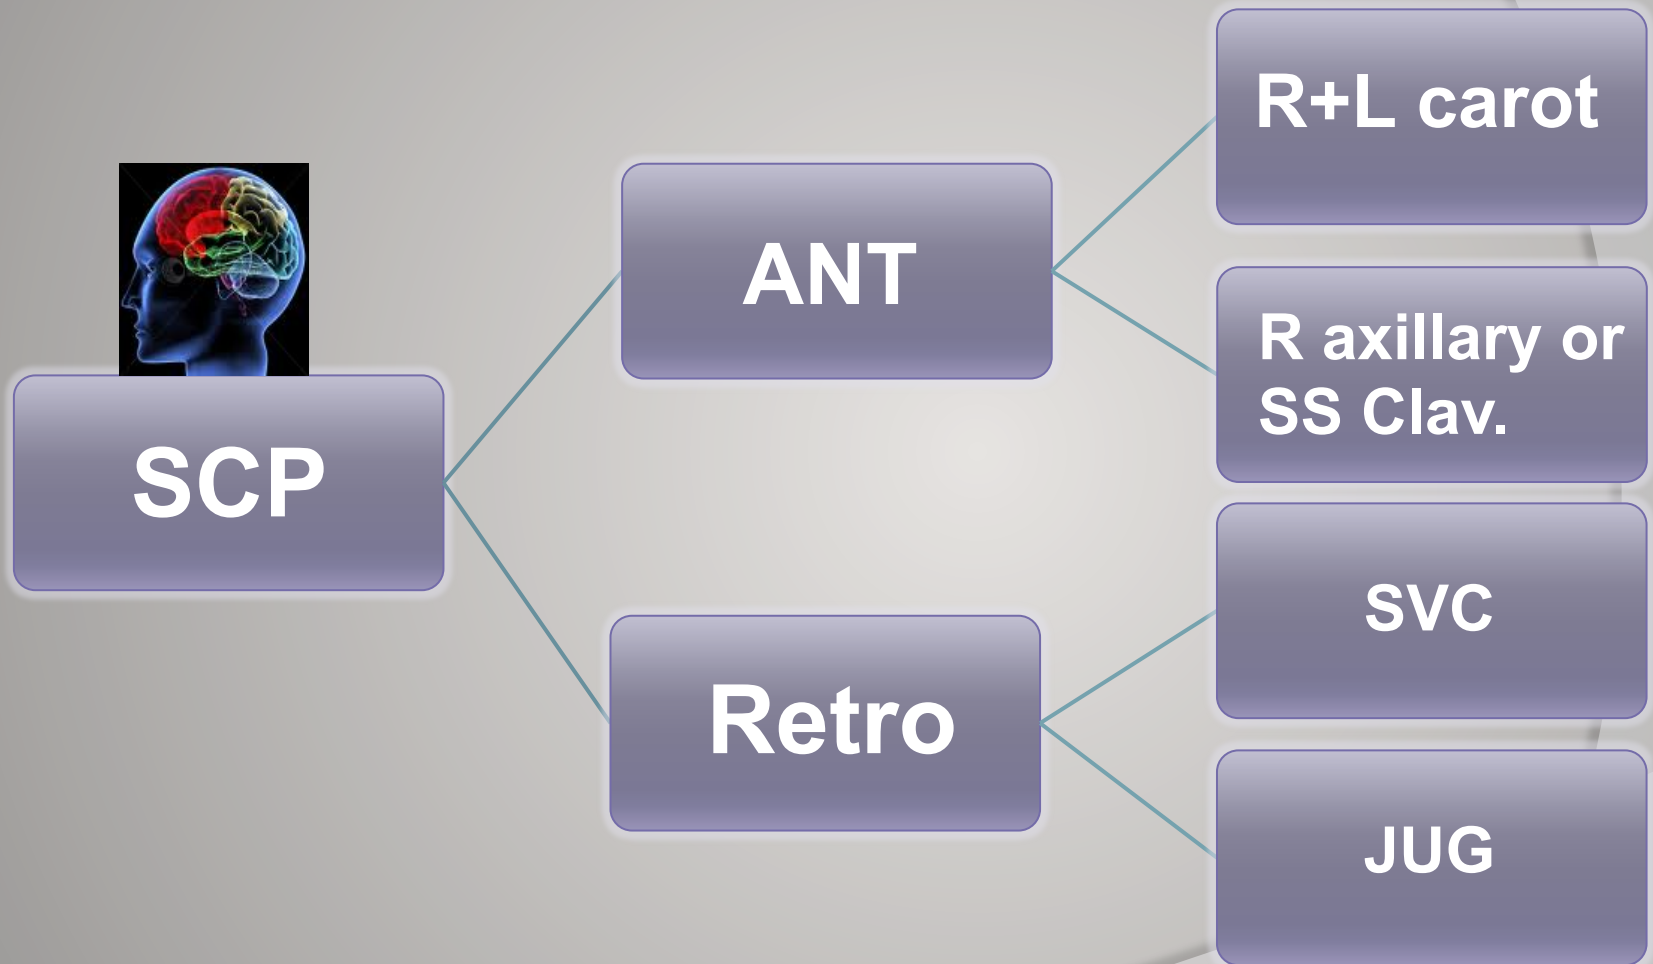 SCP
ANT
Retro
R+L carot
R axillary or
SS Clav.
SVC
JUG